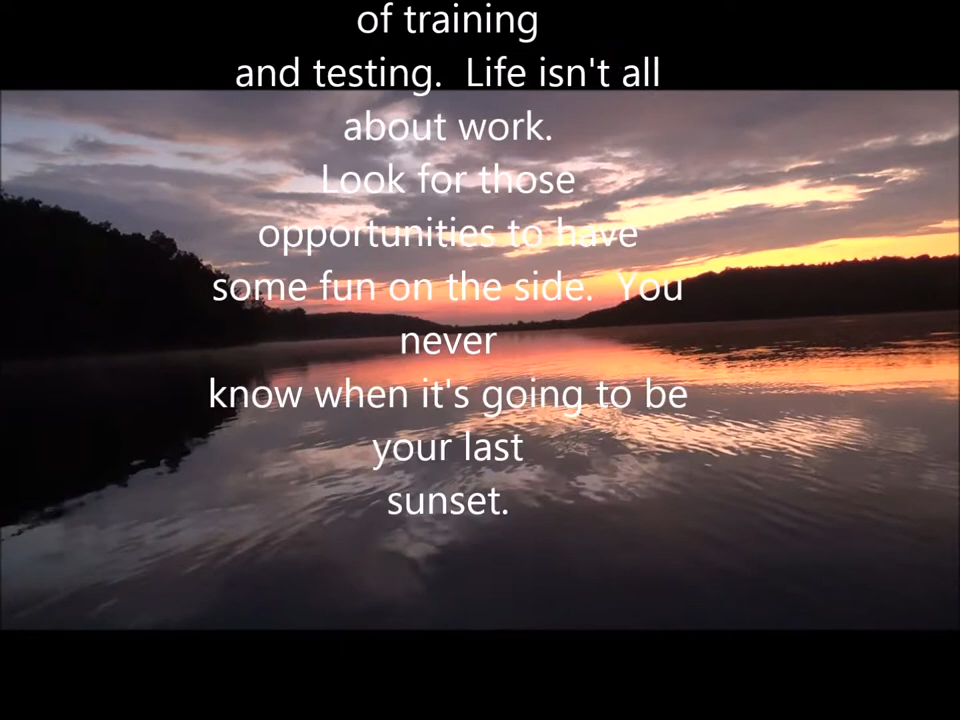 of training
and testing.  Life isn't all
about work.
Look for those
opportunities to have
some fun on the side.  You
never
know when it's going to be
your last
sunset.